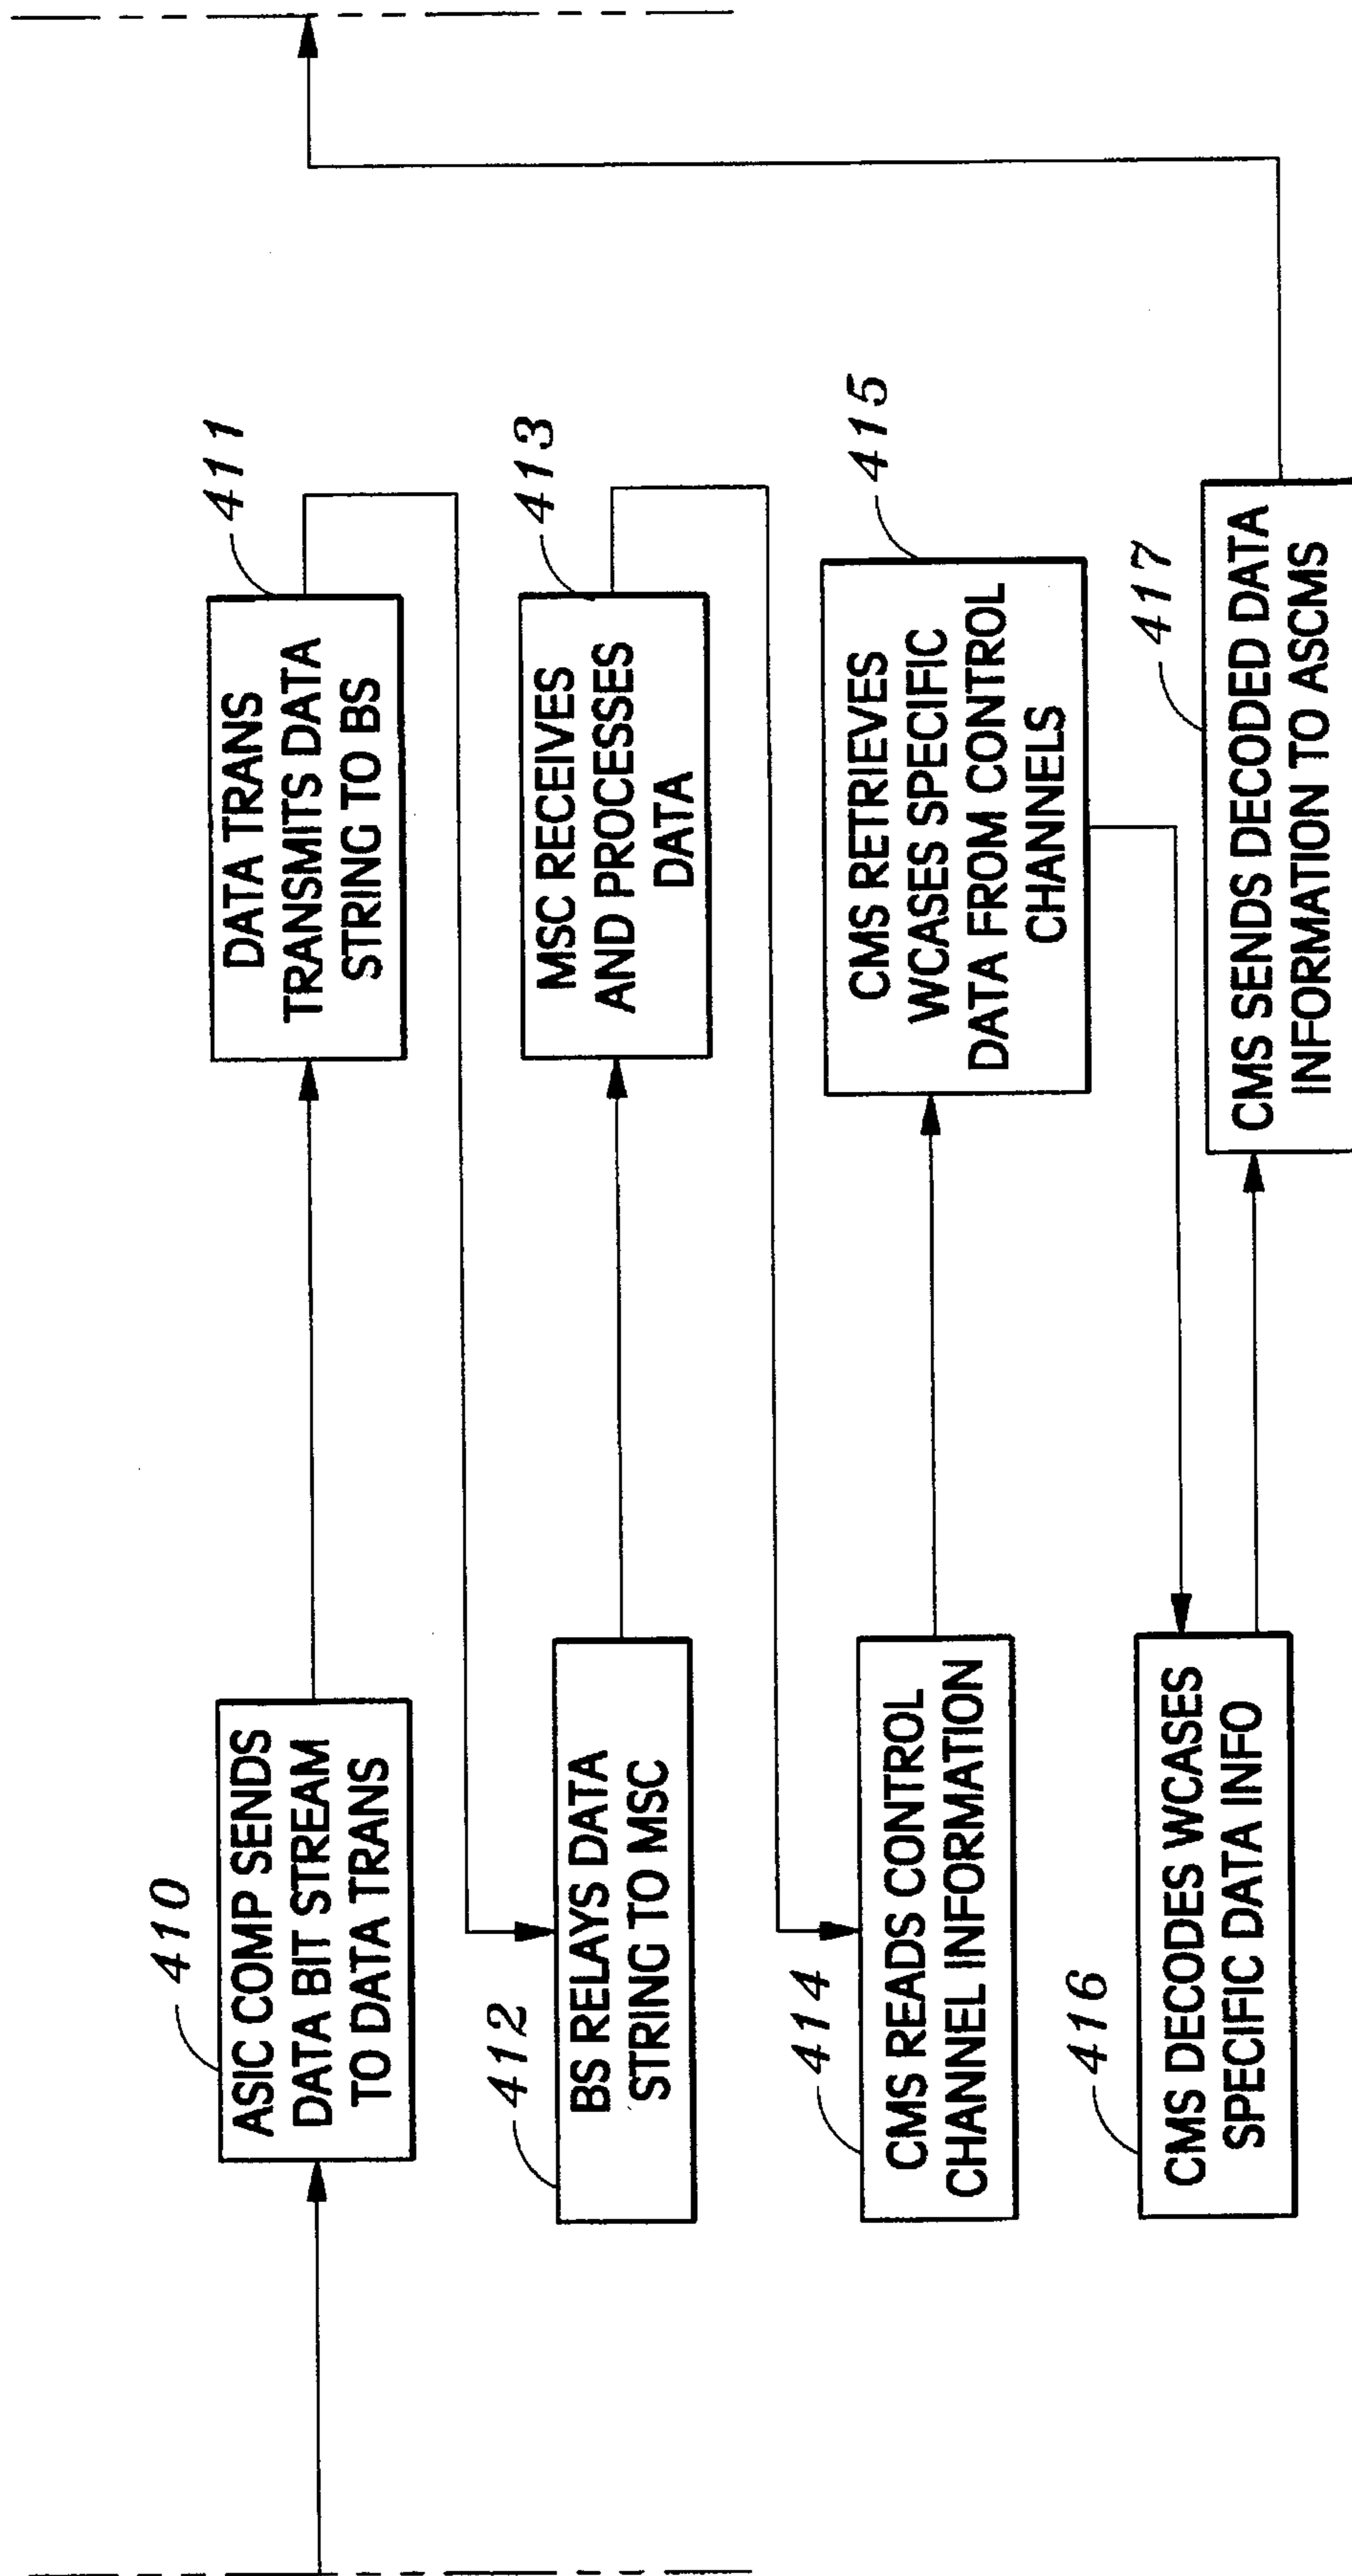 410
ASIC COMP SENDS
DATA BIT STREAM
TO DATA TRANS
411
DATA TRANS
TRANSMITS DATA
STRING TO BS
412
BS RELAYS DATA
STRING TO MSC
413
MSC RECEIVES
AND PROCESSES
DATA
414
CMS READS CONTROL
CHANNEL INFORMATION
415
CMS RETRIEVES
WCASES SPECIFIC
DATA FROM CONTROL
CHANNELS
416
CMS DECODES WCASES
SPECIFIC DATA INFO
417
CMS SENDS DECODED DATA
INFORMATION TO ASCMS